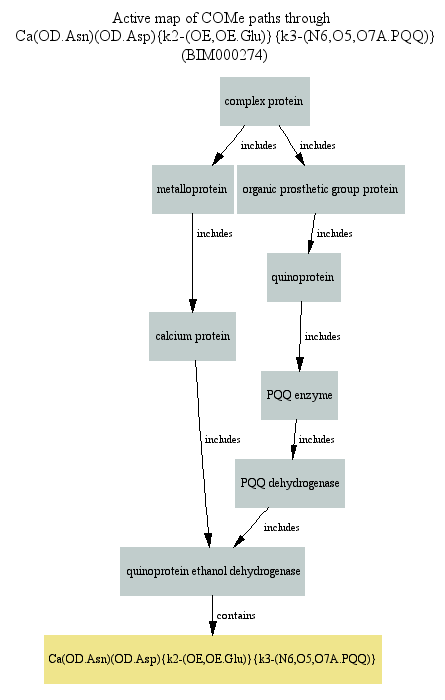 Active map of COMe paths through
Ca(OD.Asn)(OD.Asp){k2-(OE,OE.Glu)}{k3-(N6,O5,O7A.PQQ)}
(BIM000274)
complex protein
includes
includes
metalloprotein
organic prosthetic group protein
includes
includes
quinoprotein
calcium protein
includes
PQQ enzyme
includes
includes
PQQ dehydrogenase
includes
quinoprotein ethanol dehydrogenase
contains
Ca(OD.Asn)(OD.Asp){k2-(OE,OE.Glu)}{k3-(N6,O5,O7A.PQQ)}